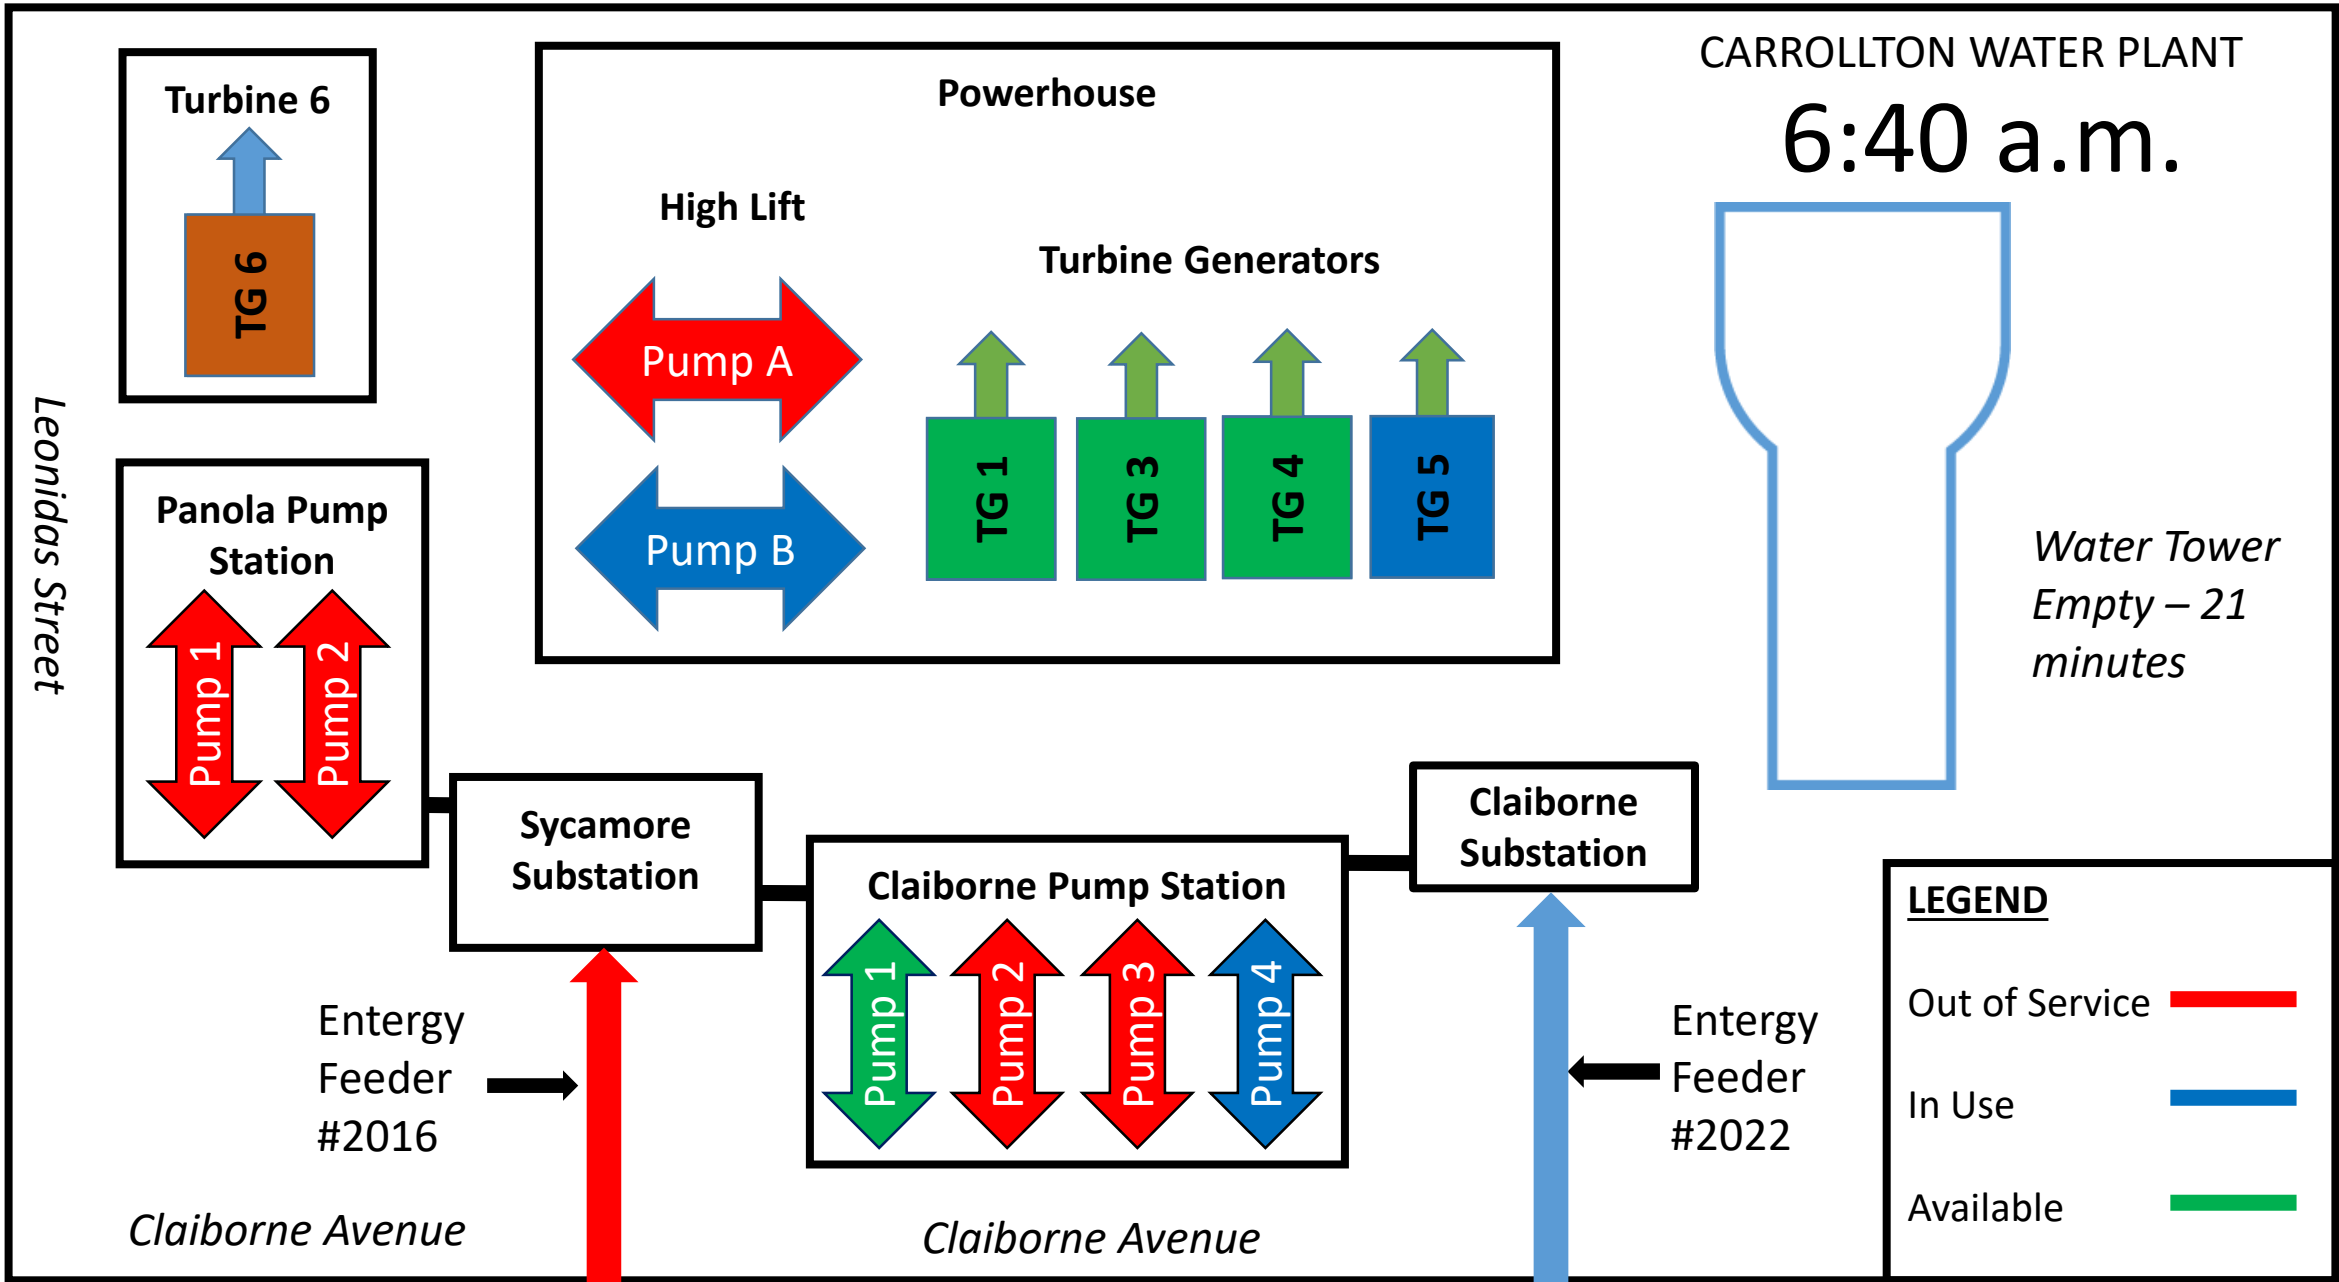 CARROLLTON WATER PLANT
6:40 a.m.
Turbine 6
TG 6
Powerhouse
High Lift
Pump A
Pump B
Turbine Generators
TG 1
TG 3
TG 4
TG 5
Water Tower
Empty – 21
minutes
Leonidas Street
Panola Pump
Station
Pump 1
Pump 2
Sycamore
Substation
Claiborne Pump Station
Pump 1
Pump 2
Pump 3
Pump 4
Claiborne
Substation
Entergy
Feeder
#2016
Entergy
Feeder
#2022
Claiborne Avenue
Claiborne Avenue
LEGEND
Out of Service
In Use
Available